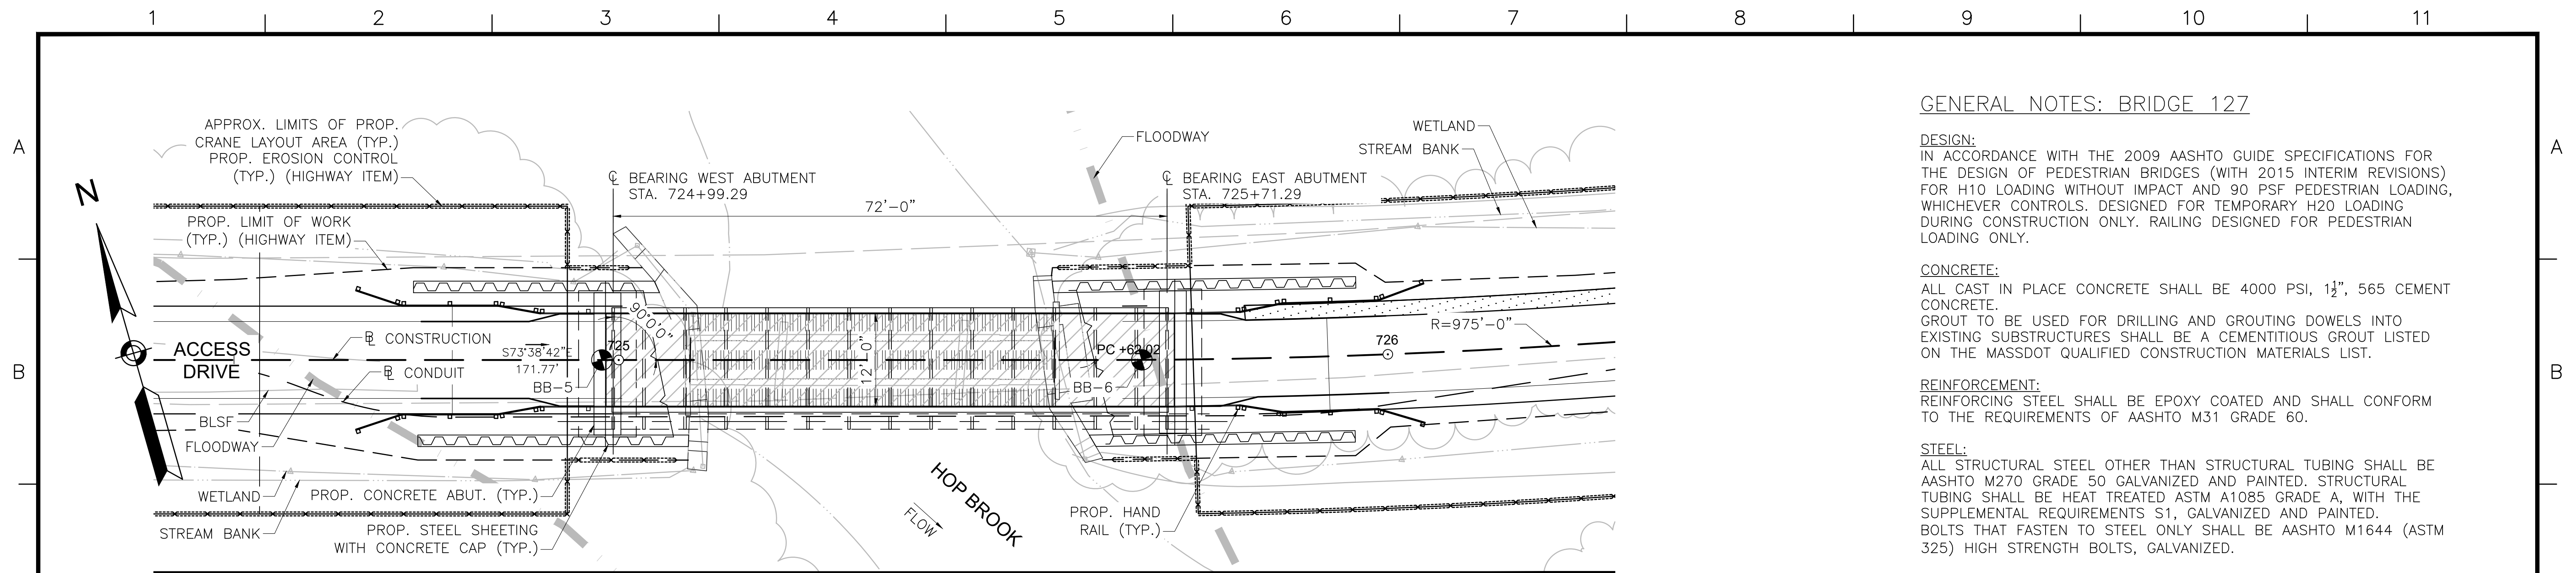 1 2 3 4 5 6 7 8 9 10 11
A
A
B
B
N
APPROX. LIMITS OF PROP.
CRANE LAYOUT AREA (TYP.)
PROP. EROSION CONTROL
(TYP.) (HIGHWAY ITEM)
PROP. LIMIT OF WORK
(TYP.) (HIGHWAY ITEM)
℄ BEARING WEST ABUTMENT
STA. 724+99.29
72'-0"
FLOODWAY
℄ BEARING EAST ABUTMENT
STA. 725+71.29
WETLAND
STREAM BANK
ACCESS
DRIVE
BL CONSTRUCTION
BL CONDUIT
S73°38'42"E
171.77'
725
90°0'0"
BB-5
12'-0"
PC +62.02
BB-6
726
R=975'-0"
BLSF
FLOODWAY
WETLAND
STREAM BANK
PROP. CONCRETE ABUT. (TYP.)
PROP. STEEL SHEETING
WITH CONCRETE CAP (TYP.)
HOP BROOK
FLOW
PROP. HAND
RAIL (TYP.)
GENERAL NOTES: BRIDGE 127
DESIGN:
IN ACCORDANCE WITH THE 2009 AASHTO GUIDE SPECIFICATIONS FOR
THE DESIGN OF PEDESTRIAN BRIDGES (WITH 2015 INTERIM REVISIONS)
FOR H10 LOADING WITHOUT IMPACT AND 90 PSF PEDESTRIAN LOADING,
WHICHEVER CONTROLS. DESIGNED FOR TEMPORARY H20 LOADING
DURING CONSTRUCTION ONLY. RAILING DESIGNED FOR PEDESTRIAN
LOADING ONLY.
CONCRETE:
ALL CAST IN PLACE CONCRETE SHALL BE 4000 PSI, 1½", 565 CEMENT
CONCRETE.
GROUT TO BE USED FOR DRILLING AND GROUTING DOWELS INTO
EXISTING SUBSTRUCTURES SHALL BE A CEMENTITIOUS GROUT LISTED
ON THE MASSDOT QUALIFIED CONSTRUCTION MATERIALS LIST.
REINFORCEMENT:
REINFORCING STEEL SHALL BE EPOXY COATED AND SHALL CONFORM
TO THE REQUIREMENTS OF AASHTO M31 GRADE 60.
STEEL:
ALL STRUCTURAL STEEL OTHER THAN STRUCTURAL TUBING SHALL BE
AASHTO M270 GRADE 50 GALVANIZED AND PAINTED. STRUCTURAL
TUBING SHALL BE HEAT TREATED ASTM A1085 GRADE A, WITH THE
SUPPLEMENTAL REQUIREMENTS S1, GALVANIZED AND PAINTED.
BOLTS THAT FASTEN TO STEEL ONLY SHALL BE AASHTO M1644 (ASTM
325) HIGH STRENGTH BOLTS, GALVANIZED.